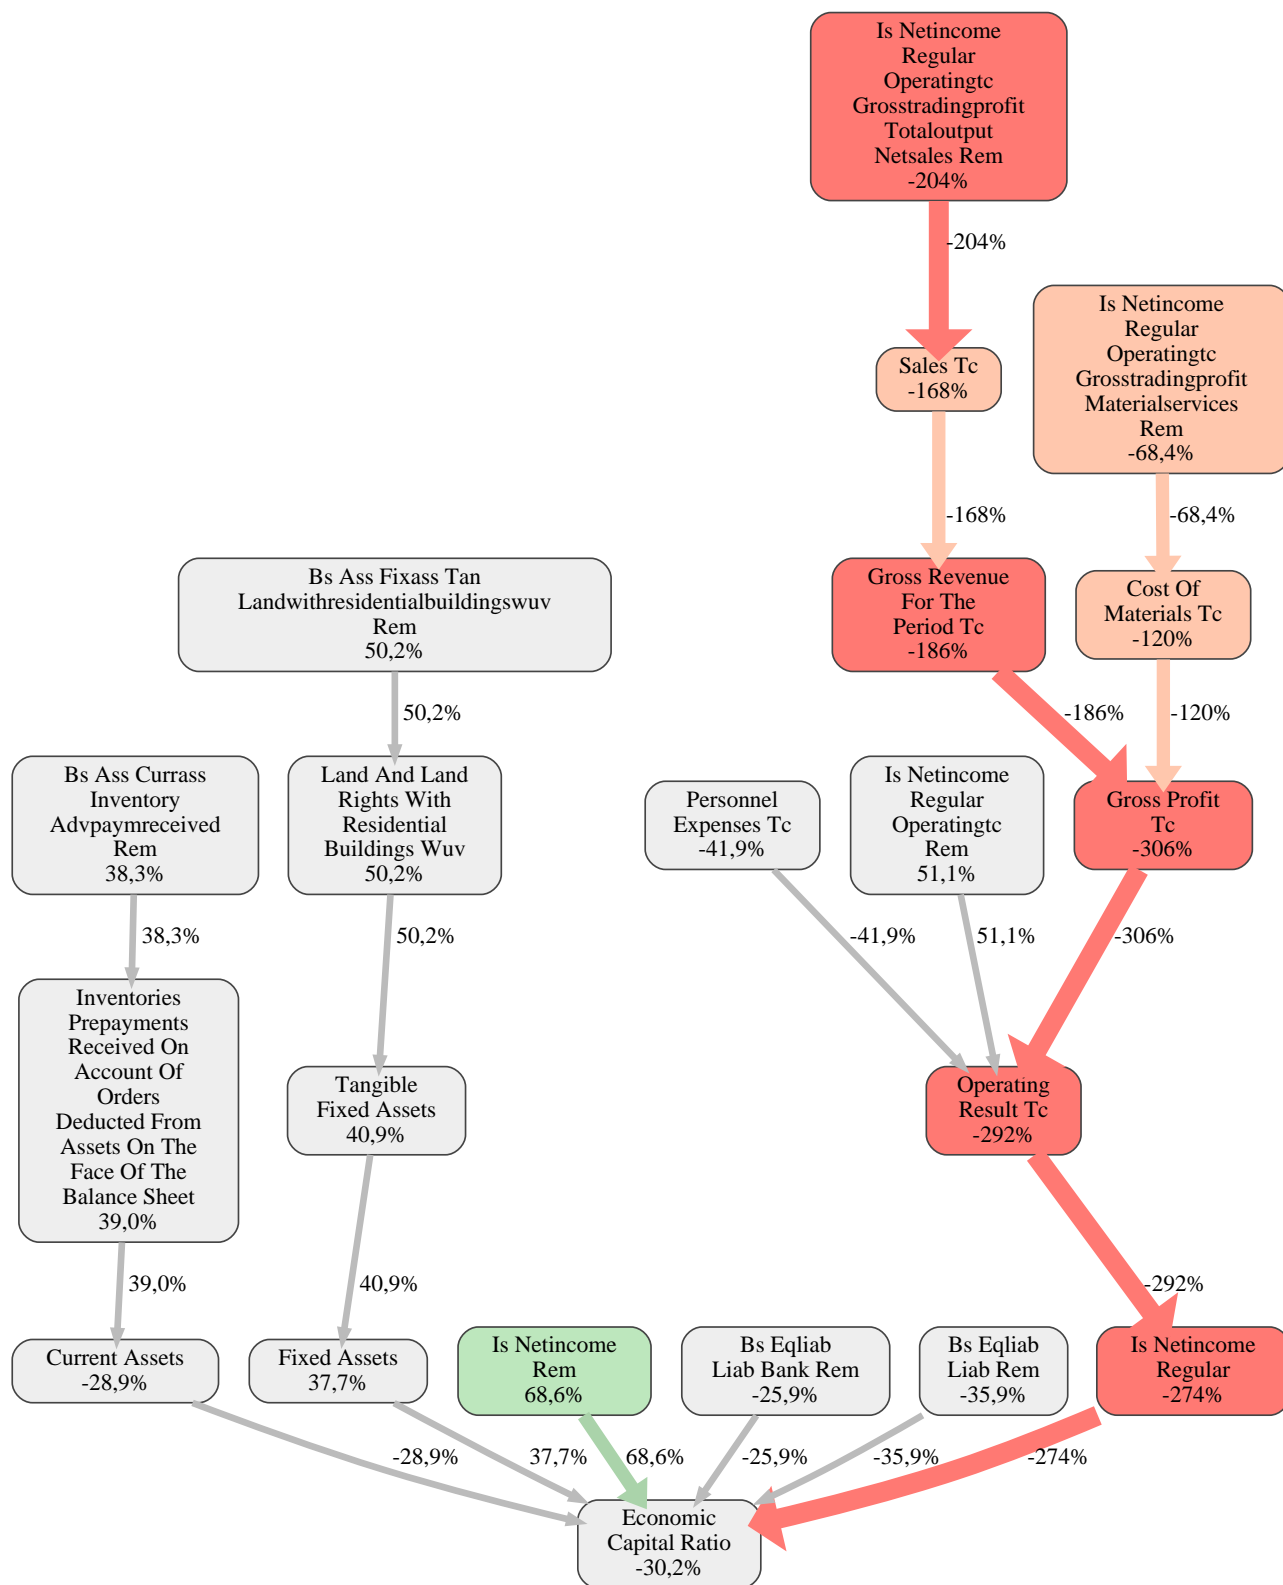 Is Netincome
Regular
Operatingtc
Grosstradingprofit
Totaloutput
Netsales Rem
-204%
-204%
Is Netincome
Regular
Operatingtc
Grosstradingprofit
Materialservices
Rem
-68,4%
Sales Tc
-168%
-168%
-68,4%
Bs Ass Fixass Tan
Landwithresidentialbuildingswuv
Rem
50,2%
Gross Revenue
For The
Period Tc
-186%
Cost Of
Materials Tc
-120%
50,2%
-186%
-120%
Bs Ass Currass
Inventory
Advpaymreceived
Rem
38,3%
Land And Land
Rights With
Residential
Buildings Wuv
50,2%
Personnel
Expenses Tc
-41,9%
Is Netincome
Regular
Operatingtc
Rem
51,1%
Gross Profit
Tc
-306%
38,3%
50,2%
-41,9%
51,1%
-306%
Inventories
Prepayments
Received On
Account Of
Orders
Deducted From
Assets On The
Face Of The
Balance Sheet
39,0%
Tangible
Fixed Assets
40,9%
Operating
Result Tc
-292%
39,0%
40,9%
-292%
Current Assets
-28,9%
Fixed Assets
37,7%
Is Netincome
Rem
68,6%
Bs Eqliab
Liab Bank Rem
-25,9%
Bs Eqliab
Liab Rem
-35,9%
Is Netincome
Regular
-274%
-28,9%
37,7%
68,6%
-25,9%
-35,9%
-274%
Economic
Capital Ratio
-30,2%